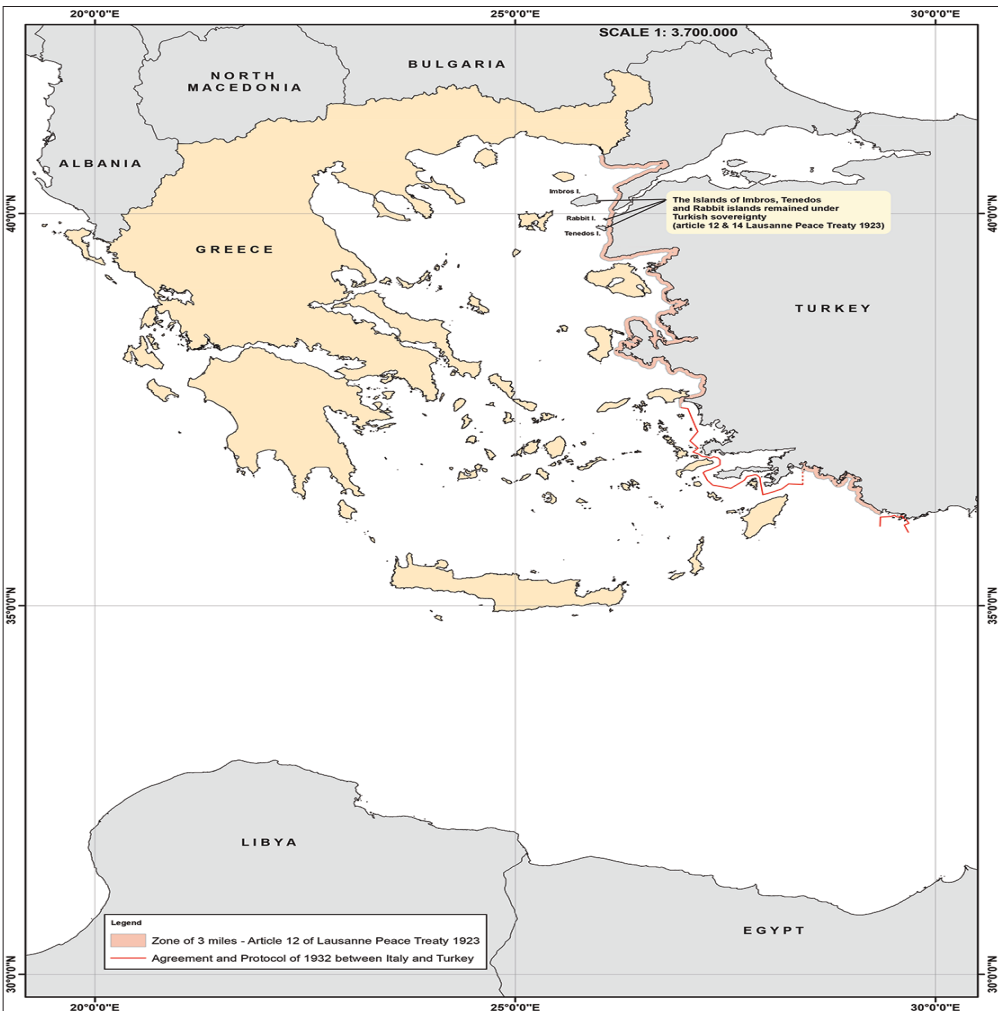 20°0'0"E
25°0'0"E
30°0'0"E
SCALE 1: 3.700.000
BULGARIA
NORTH
MACEDONIA
ALBANIA
Imbros I.
The Islands of Imbros, Tenedos
and Rabbit islands remained under
Turkish sovereignty
(article 12 & 14 Lausanne Peace Treaty 1923)
40°0'0"N
40°0'0"N
Rabbit I.
Tenedos I.
GREECE
TURKEY
35°0'0"N
35°0'0"N
LIBYA
EGYPT
Legend
Zone of 3 miles - Article 12 of Lausanne Peace Treaty 1923
Agreement and Protocol of 1932 between Italy and Turkey
30°0'0"N
30°0'0"N
20°0'0"E
25°0'0"E
30°0'0"E